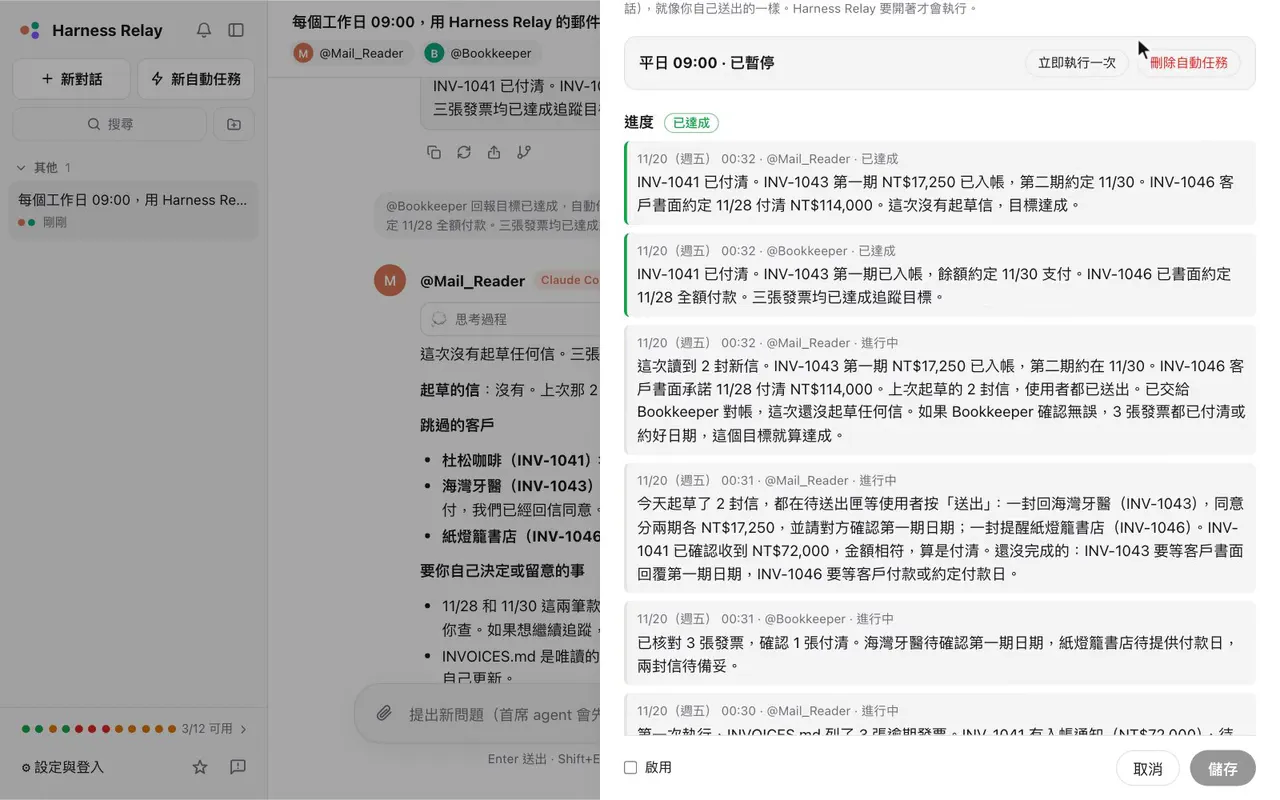 Harness Relay
+ 新對話
新自動任務
搜尋
其他 1
每個工作日 09:00，用 Harness Re...
剛剛
3/12 可用
設定與登入
每個工作日 09:00，用 Harness Relay 的郵件
M @Mail_Reader
B @Bookkeeper
INV-1041 已付清。INV-10
三張發票均已達成追蹤目標
@Bookkeeper 回報目標已達成，自動任
定 11/28 全額付款。三張發票均已達成
M
@Mail_Reader
Claude Co
思考過程
這次沒有起草任何信。三張
起草的信：沒有。上次那 2
跳過的客戶
• 杜松咖啡（INV-1041）
• 海灣牙醫（INV-1043）
付，我們已經回信同意。
• 紙燈籠書店（INV-1046
要你自己決定或留意的事
• 11/28 和 11/30 這兩筆款
你查。如果想繼續追蹤，
• INVOICES.md 是唯讀的
自己更新。
提出新問題（首席 agent 會先
Enter 送出 · Shift+E
話），就像你自己送出的一樣。Harness Relay 要開著才會執行。
平日 09:00 · 已暫停
立即執行一次
刪除自動任務
進度
已達成
11/20（週五） 00:32 · @Mail_Reader · 已達成
INV-1041 已付清。INV-1043 第一期 NT$17,250 已入帳，第二期約定 11/30。INV-1046 客
戶書面約定 11/28 付清 NT$114,000。這次沒有起草信，目標達成。
11/20（週五） 00:32 · @Bookkeeper · 已達成
INV-1041 已付清。INV-1043 第一期已入帳，餘額約定 11/30 支付。INV-1046 已書面約定
11/28 全額付款。三張發票均已達成追蹤目標。
11/20（週五） 00:32 · @Mail_Reader · 進行中
這次讀到 2 封新信。INV-1043 第一期 NT$17,250 已入帳，第二期約在 11/30。INV-1046 客
戶書面承諾 11/28 付清 NT$114,000。上次起草的 2 封信，使用者都已送出。已交給
Bookkeeper 對帳，這次還沒起草任何信。如果 Bookkeeper 確認無誤，3 張發票都已付清或
約好日期，這個目標就算達成。
11/20（週五） 00:31 · @Mail_Reader · 進行中
今天起草了 2 封信，都在待送出匣等使用者按「送出」：一封回海灣牙醫（INV-1043），同意
分兩期各 NT$17,250，並請對方確認第一期日期；一封提醒紙燈籠書店（INV-1046）。INV-
1041 已確認收到 NT$72,000，金額相符，算是付清。還沒完成的：INV-1043 要等客戶書面
回覆第一期日期，INV-1046 要等客戶付款或約定付款日。
11/20（週五） 00:31 · @Bookkeeper · 進行中
已核對 3 張發票，確認 1 張付清。海灣牙醫待確認第一期日期，紙燈籠書店待提供付款日，
兩封信待備妥。
11/20（週五） 00:30 · @Mail_Reader · 進行中
第一次執行，INVOICES.md 列了 3 張逾期發票。INV-1041 有入帳通知（NT$72,000），待
啟用
取消
儲存